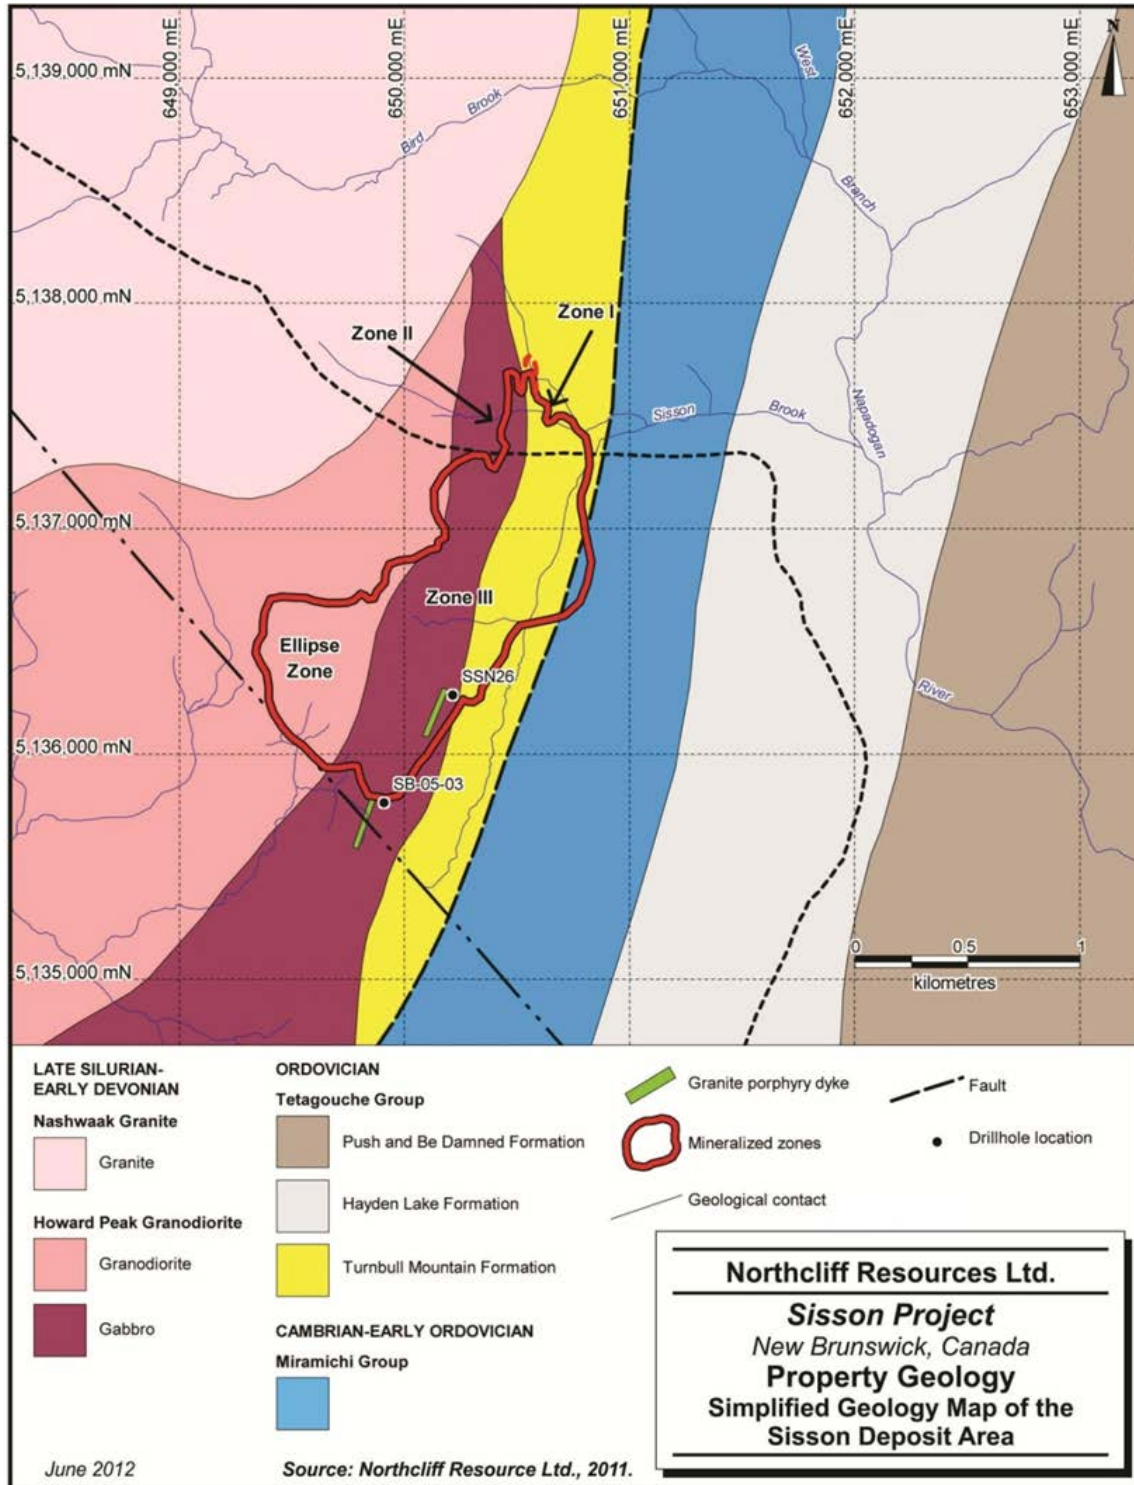 649,000 mE
650,000 mE
651,000 mE
652,000 mE
653,000 mE
N
5,139,000 mN
Bird
Brook
West
Branch
5,138,000 mN
Zone II
Zone I
Sisson
Brook
Napadogan
5,137,000 mN
Zone III
Ellipse
Zone
SSN26
River
5,136,000 mN
SB-05-03
5,135,000 mN
0 0.5 1
kilometres
LATE SILURIAN-
EARLY DEVONIAN
Nashwaak Granite
Granite
Howard Peak Granodiorite
Granodiorite
Gabbro
ORDOVICIAN
Tetagouche Group
Push and Be Damned Formation
Hayden Lake Formation
Turnbull Mountain Formation
CAMBRIAN-EARLY ORDOVICIAN
Miramichi Group
Granite porphyry dyke
Fault
Mineralized zones
Drillhole location
Geological contact
Northcliff Resources Ltd.
Sisson Project
New Brunswick, Canada
Property Geology
Simplified Geology Map of the
Sisson Deposit Area
June 2012
Source: Northcliff Resource Ltd., 2011.